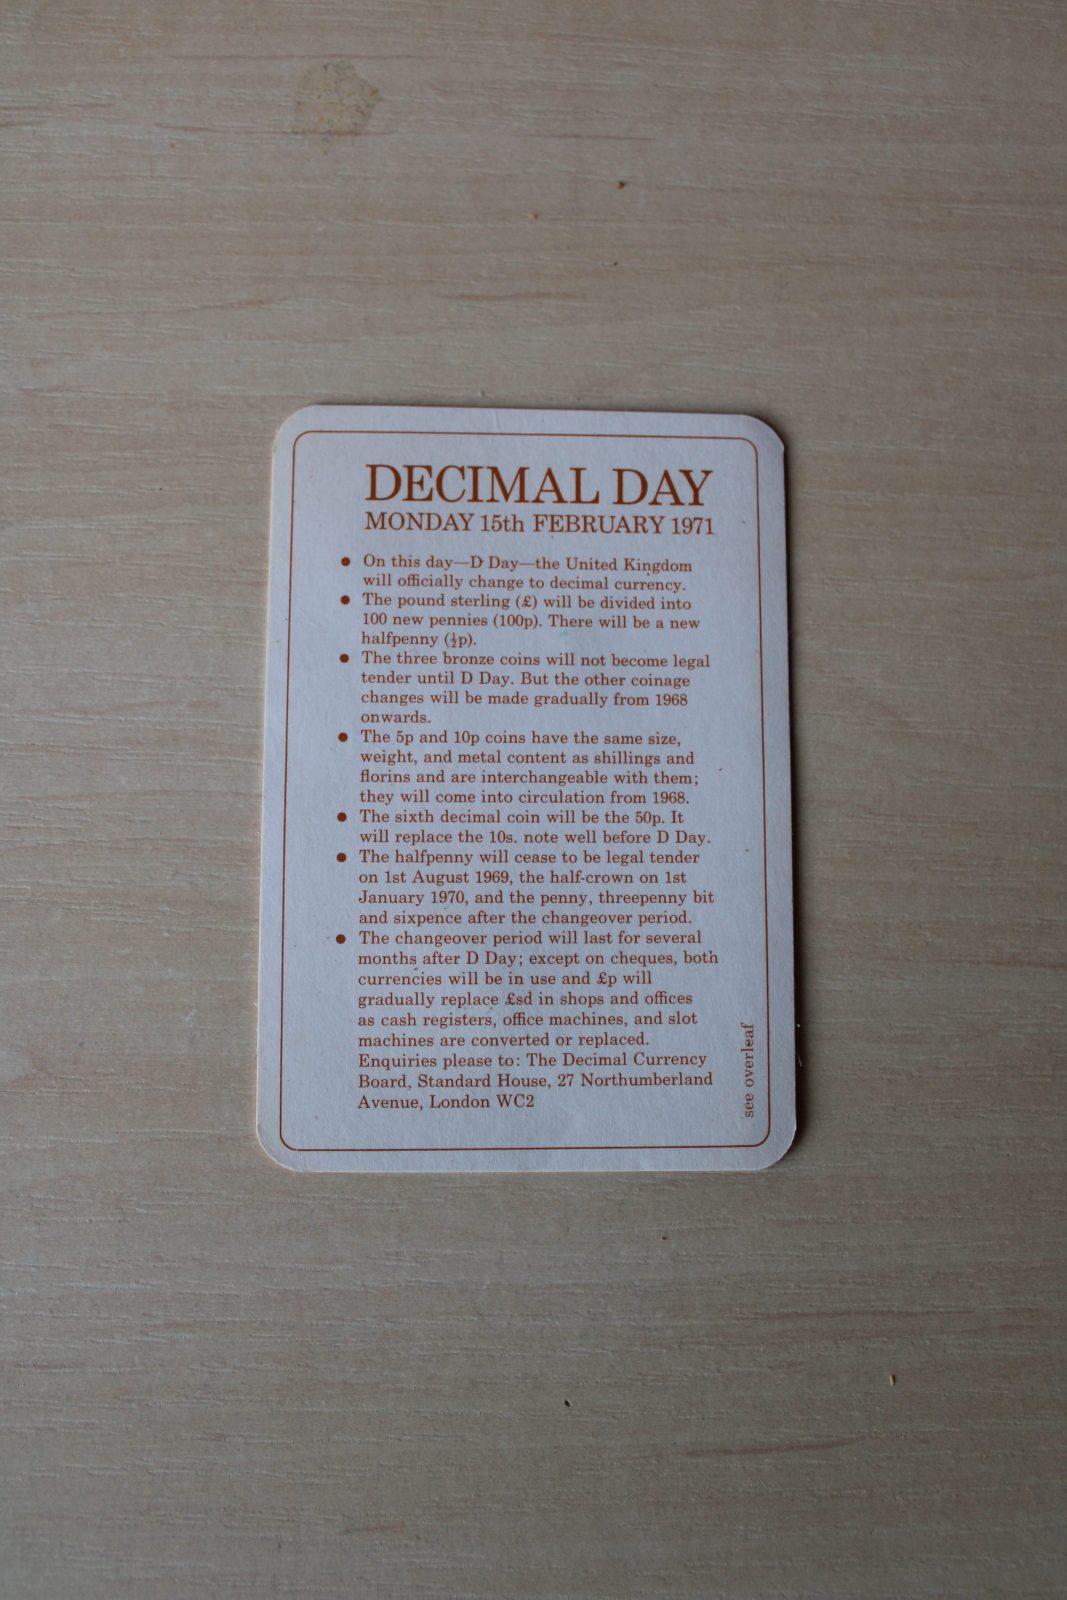 DECIMAL DAY
MONDAY 15th FEBRUARY 1971
● On this day—D Day—the United Kingdom
will officially change to decimal currency.
● The pound sterling (£) will be divided into
100 new pennies (100p). There will be a new
halfpenny (½p).
● The three bronze coins will not become legal
tender until D Day. But the other coinage
changes will be made gradually from 1968
onwards.
● The 5p and 10p coins have the same size,
weight, and metal content as shillings and
florins and are interchangeable with them;
they will come into circulation from 1968.
● The sixth decimal coin will be the 50p. It
will replace the 10s. note well before D Day.
● The halfpenny will cease to be legal tender
on 1st August 1969, the half-crown on 1st
January 1970, and the penny, threepenny bit
and sixpence after the changeover period.
● The changeover period will last for several
months after D Day; except on cheques, both
currencies will be in use and £p will
gradually replace £sd in shops and offices
as cash registers, office machines, and slot
machines are converted or replaced.
Enquiries please to: The Decimal Currency
Board, Standard House, 27 Northumberland
Avenue, London WC2
see overleaf